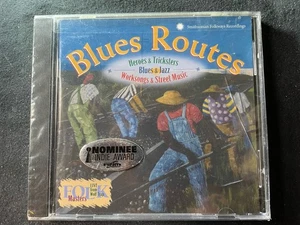 Smithsonian Folkways Recordings
Blues Routes
Heroes & Tricksters
Blues & Jazz
Worksongs & Street Music
NOMINEE
INDIE AWARD
FOLK
Masters